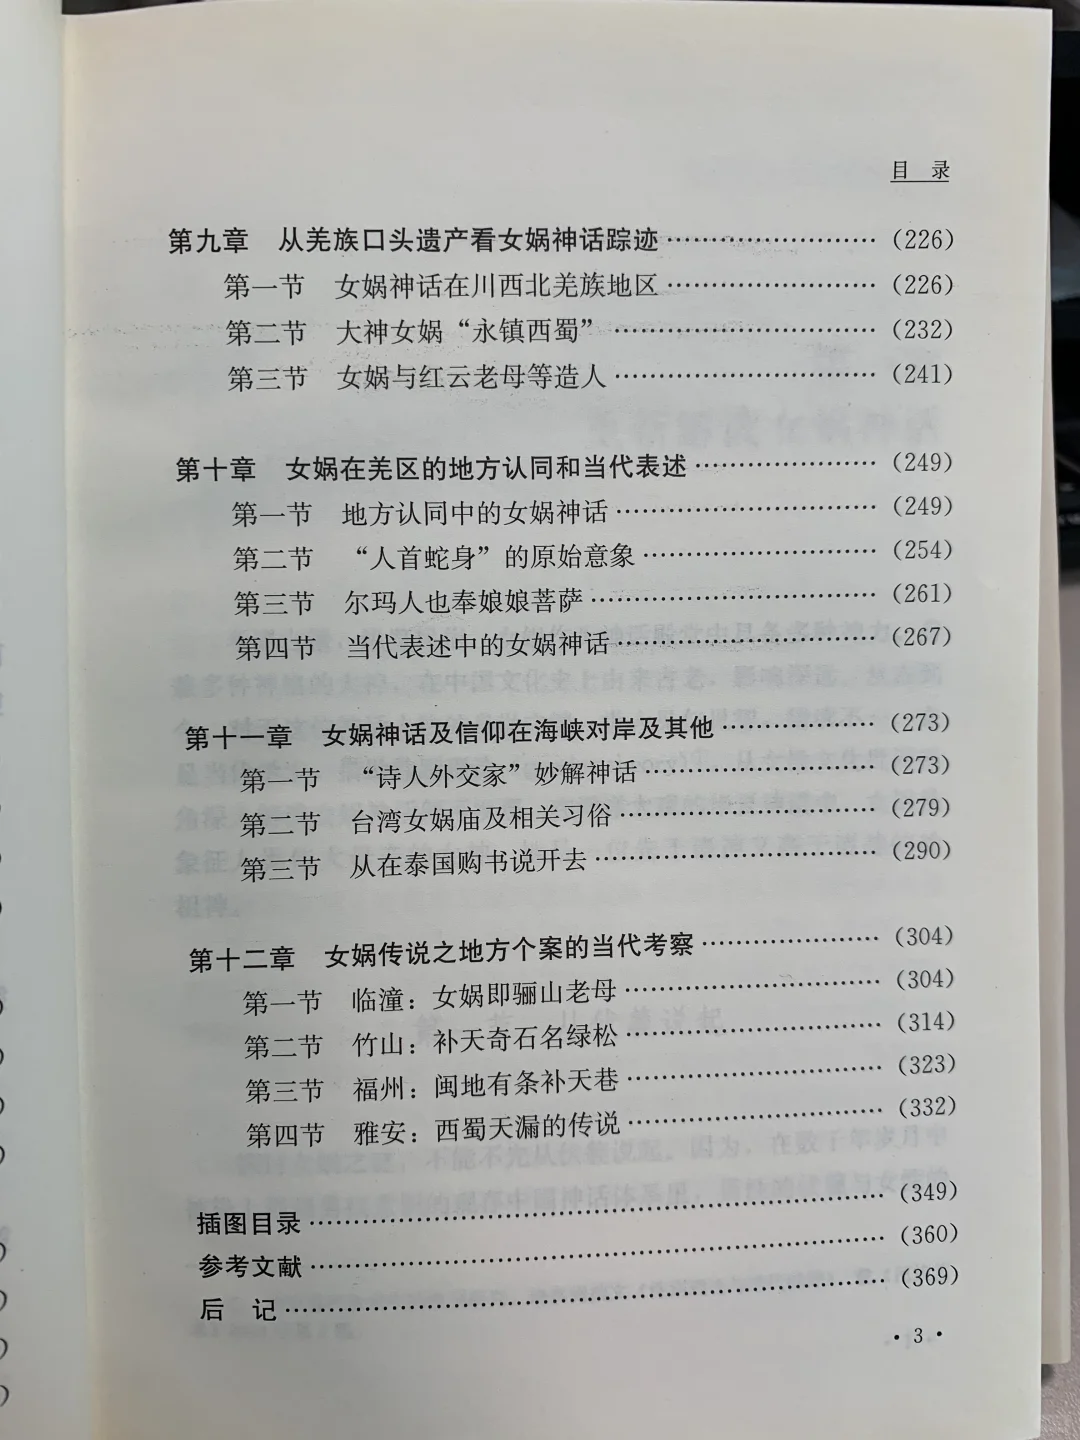 目　录
第九章　从羌族口头遗产看女娲神话踪迹……………………（226）
第一节　女娲神话在川西北羌族地区……………………（226）
第二节　大神女娲“永镇西蜀”……………………（232）
第三节　女娲与红云老母等造人……………………（241）
第十章　女娲在羌区的地方认同和当代表述……………………（249）
第一节　地方认同中的女娲神话……………………（249）
第二节　“人首蛇身”的原始意象……………………（254）
第三节　尔玛人也奉娘娘菩萨……………………（261）
第四节　当代表述中的女娲神话……………………（267）
第十一章　女娲神话及信仰在海峡对岸及其他……………………（273）
第一节　“诗人外交家”妙解神话……………………（273）
第二节　台湾女娲庙及相关习俗……………………（279）
第三节　从在泰国购书说开去……………………（290）
第十二章　女娲传说之地方个案的当代考察……………………（304）
第一节　临潼：女娲即骊山老母……………………（304）
第二节　竹山：补天奇石名绿松……………………（314）
第三节　福州：闽地有条补天巷……………………（323）
第四节　雅安：西蜀天漏的传说……………………（332）
插图目录……………………（349）
参考文献……………………（360）
后　记……………………（369）
· 3 ·